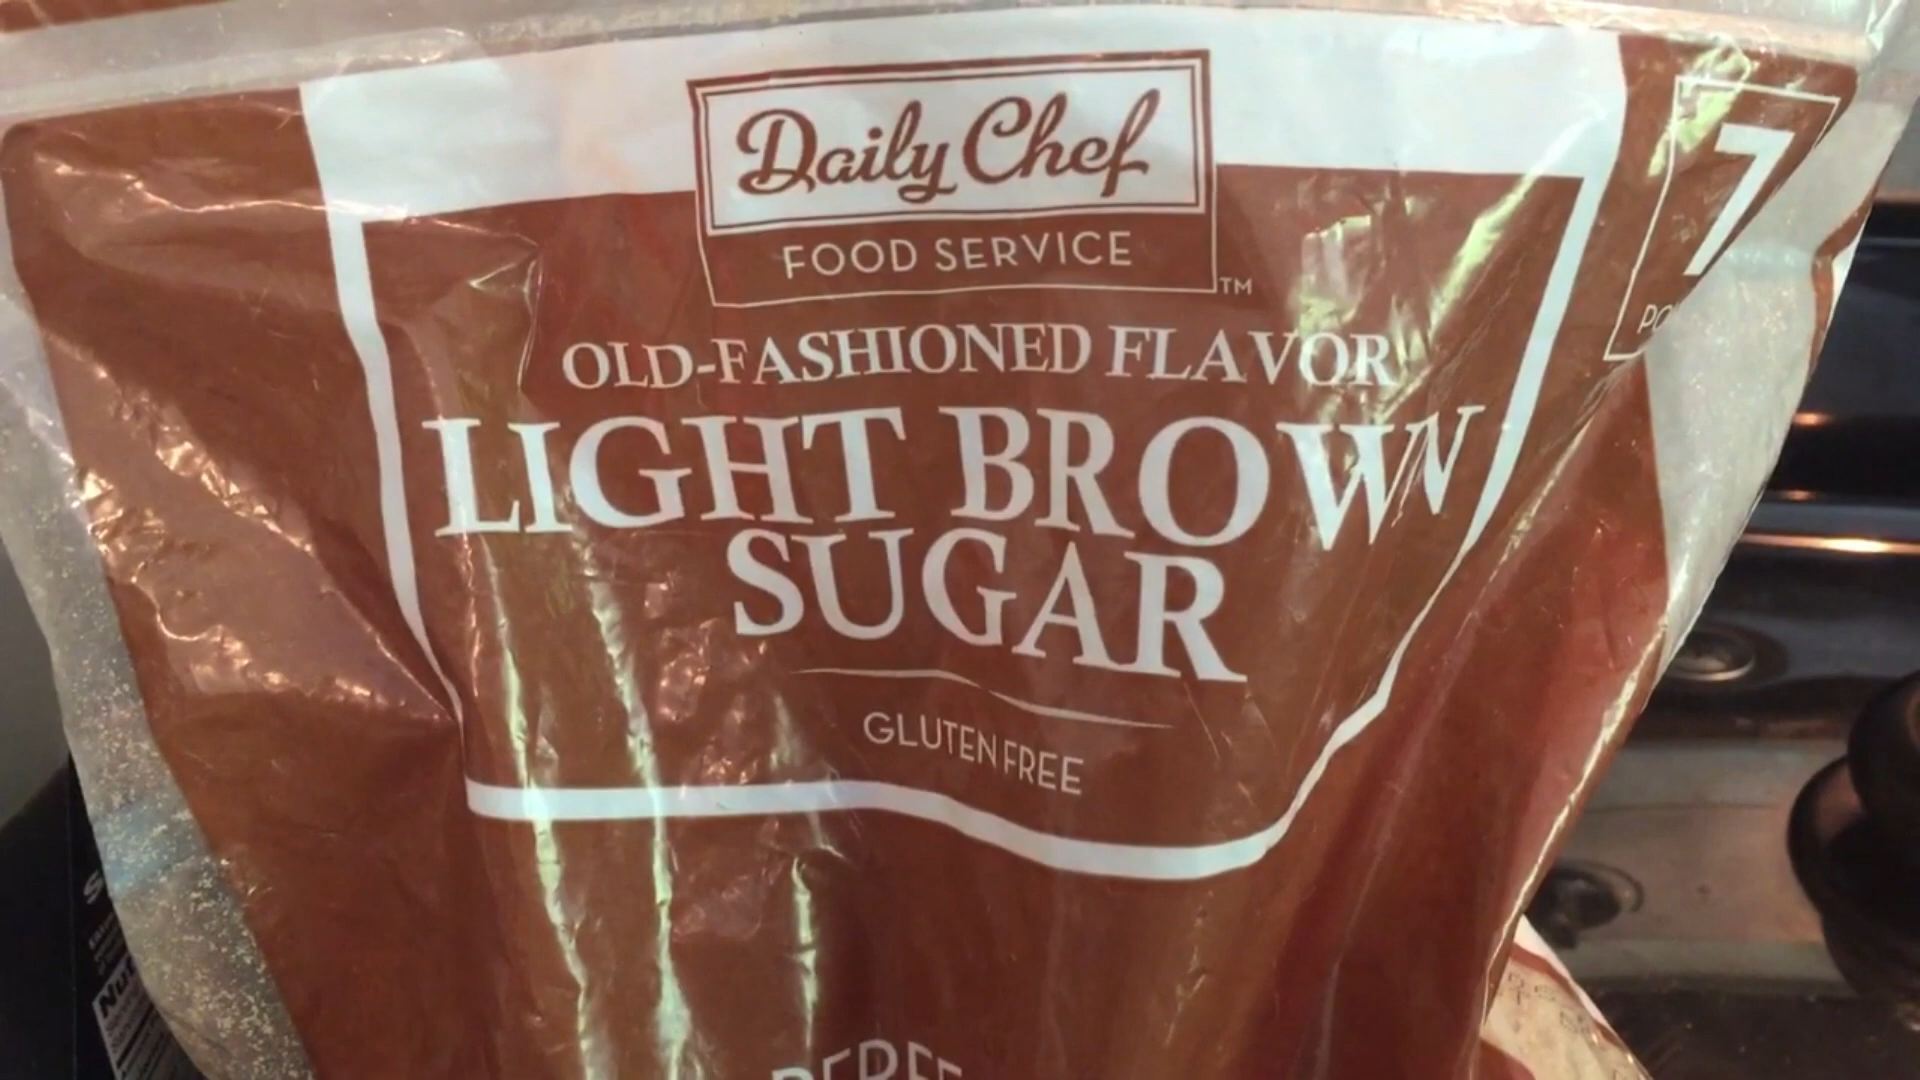 Daily Chef
FOOD SERVICE
TM
OLD-FASHIONED FLAVOR
LIGHT BROWN
SUGAR
GLUTEN FREE
7